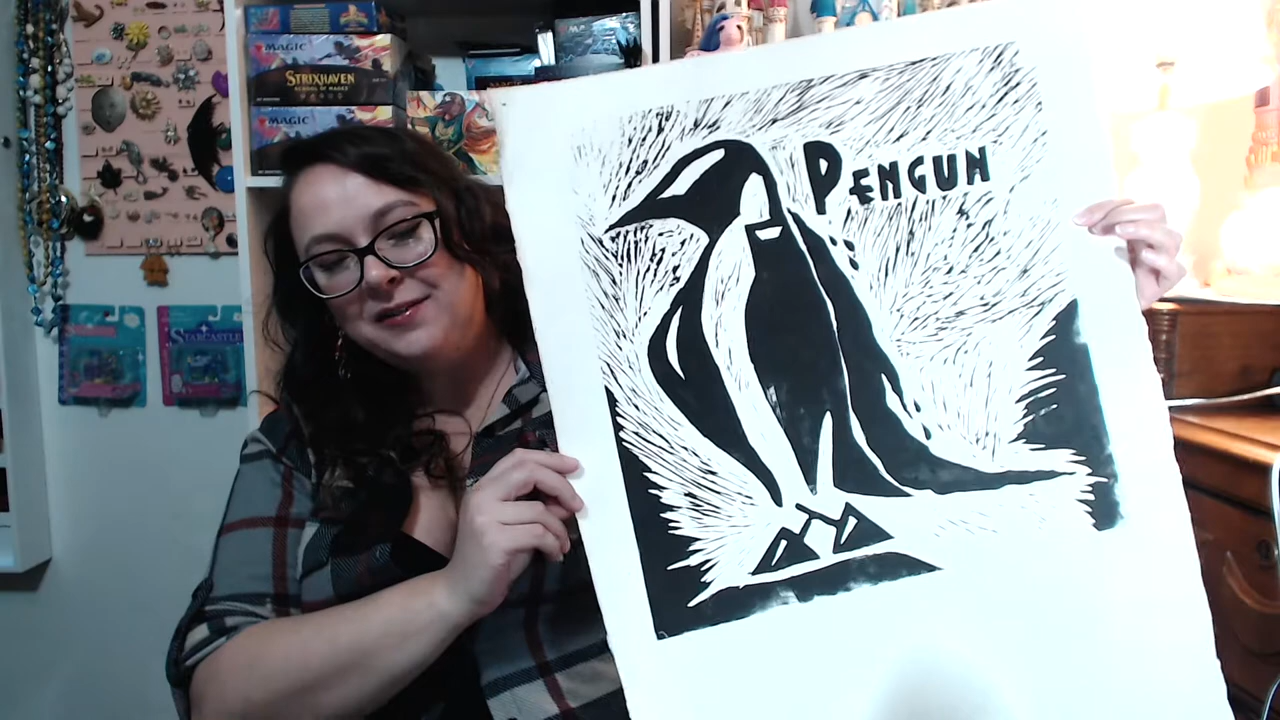 MAGIC
STRIXHAVEN
SCHOOL OF MAGES
MAGIC
STARCASTLE
PENGUN